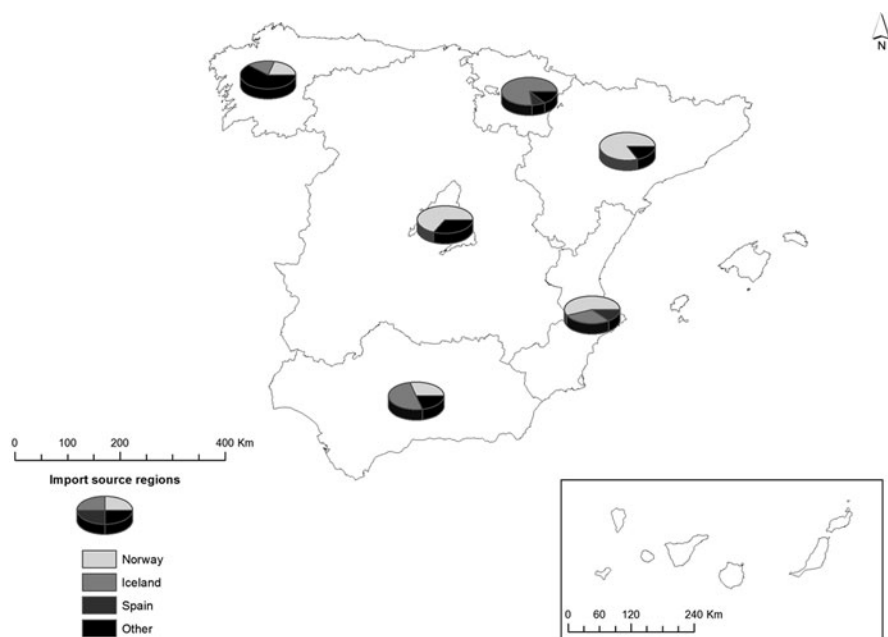 N
0 100 200 400 Km
Import source regions
Norway
Iceland
Spain
Other
0 60 120 240 Km